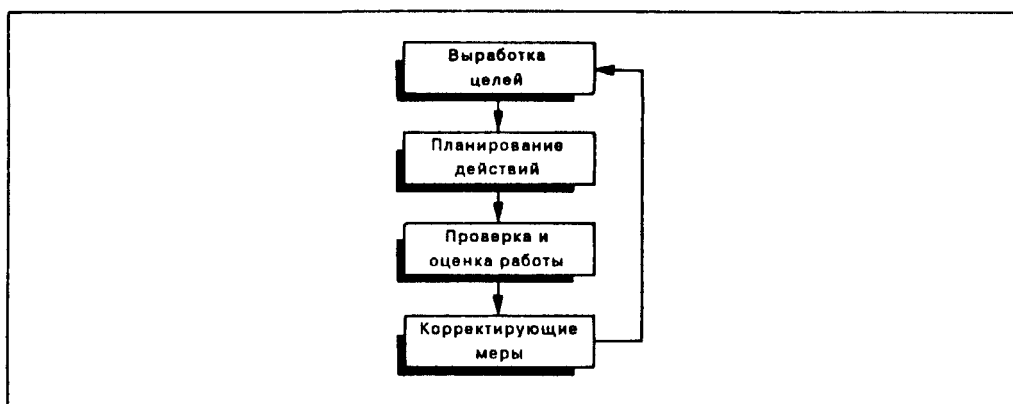 Выработка
целей
Планирование
действий
Проверка и
оценка работы
Корректирующие
меры